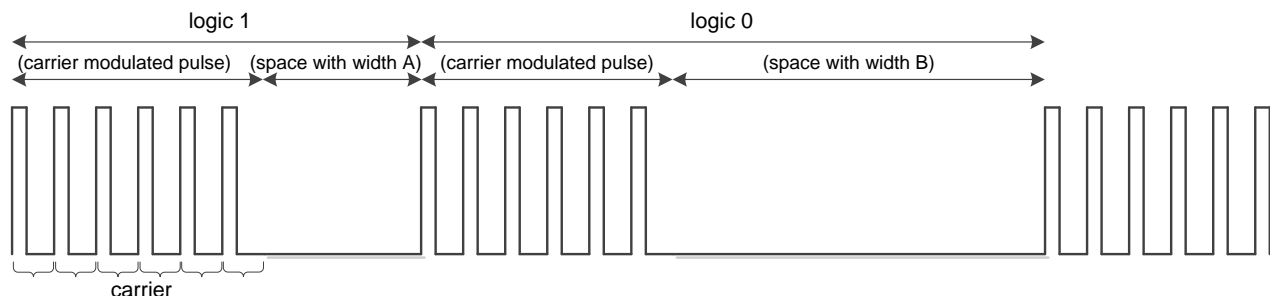 logic 1
logic 0
(carrier modulated pulse)
(space with width A)
(carrier modulated pulse)
(space with width B)
carrier